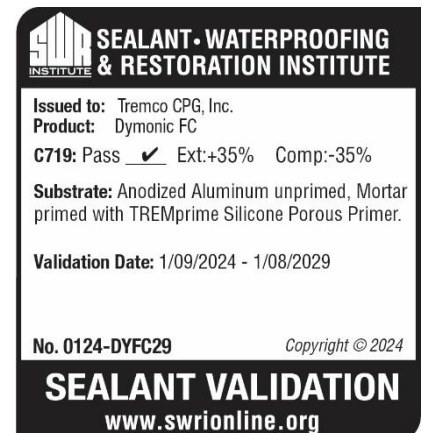 SWR
INSTITUTE
SEALANT • WATERPROOFING
& RESTORATION INSTITUTE
Issued to: Tremco CPG, Inc.
Product: Dymonic FC
C719: Pass ✔ Ext:+35% Comp:-35%
Substrate: Anodized Aluminum unprimed, Mortar
primed with TREMprime Silicone Porous Primer.
Validation Date: 1/09/2024 - 1/08/2029
No. 0124-DYFC29 Copyright © 2024
SEALANT VALIDATION
www.swrionline.org